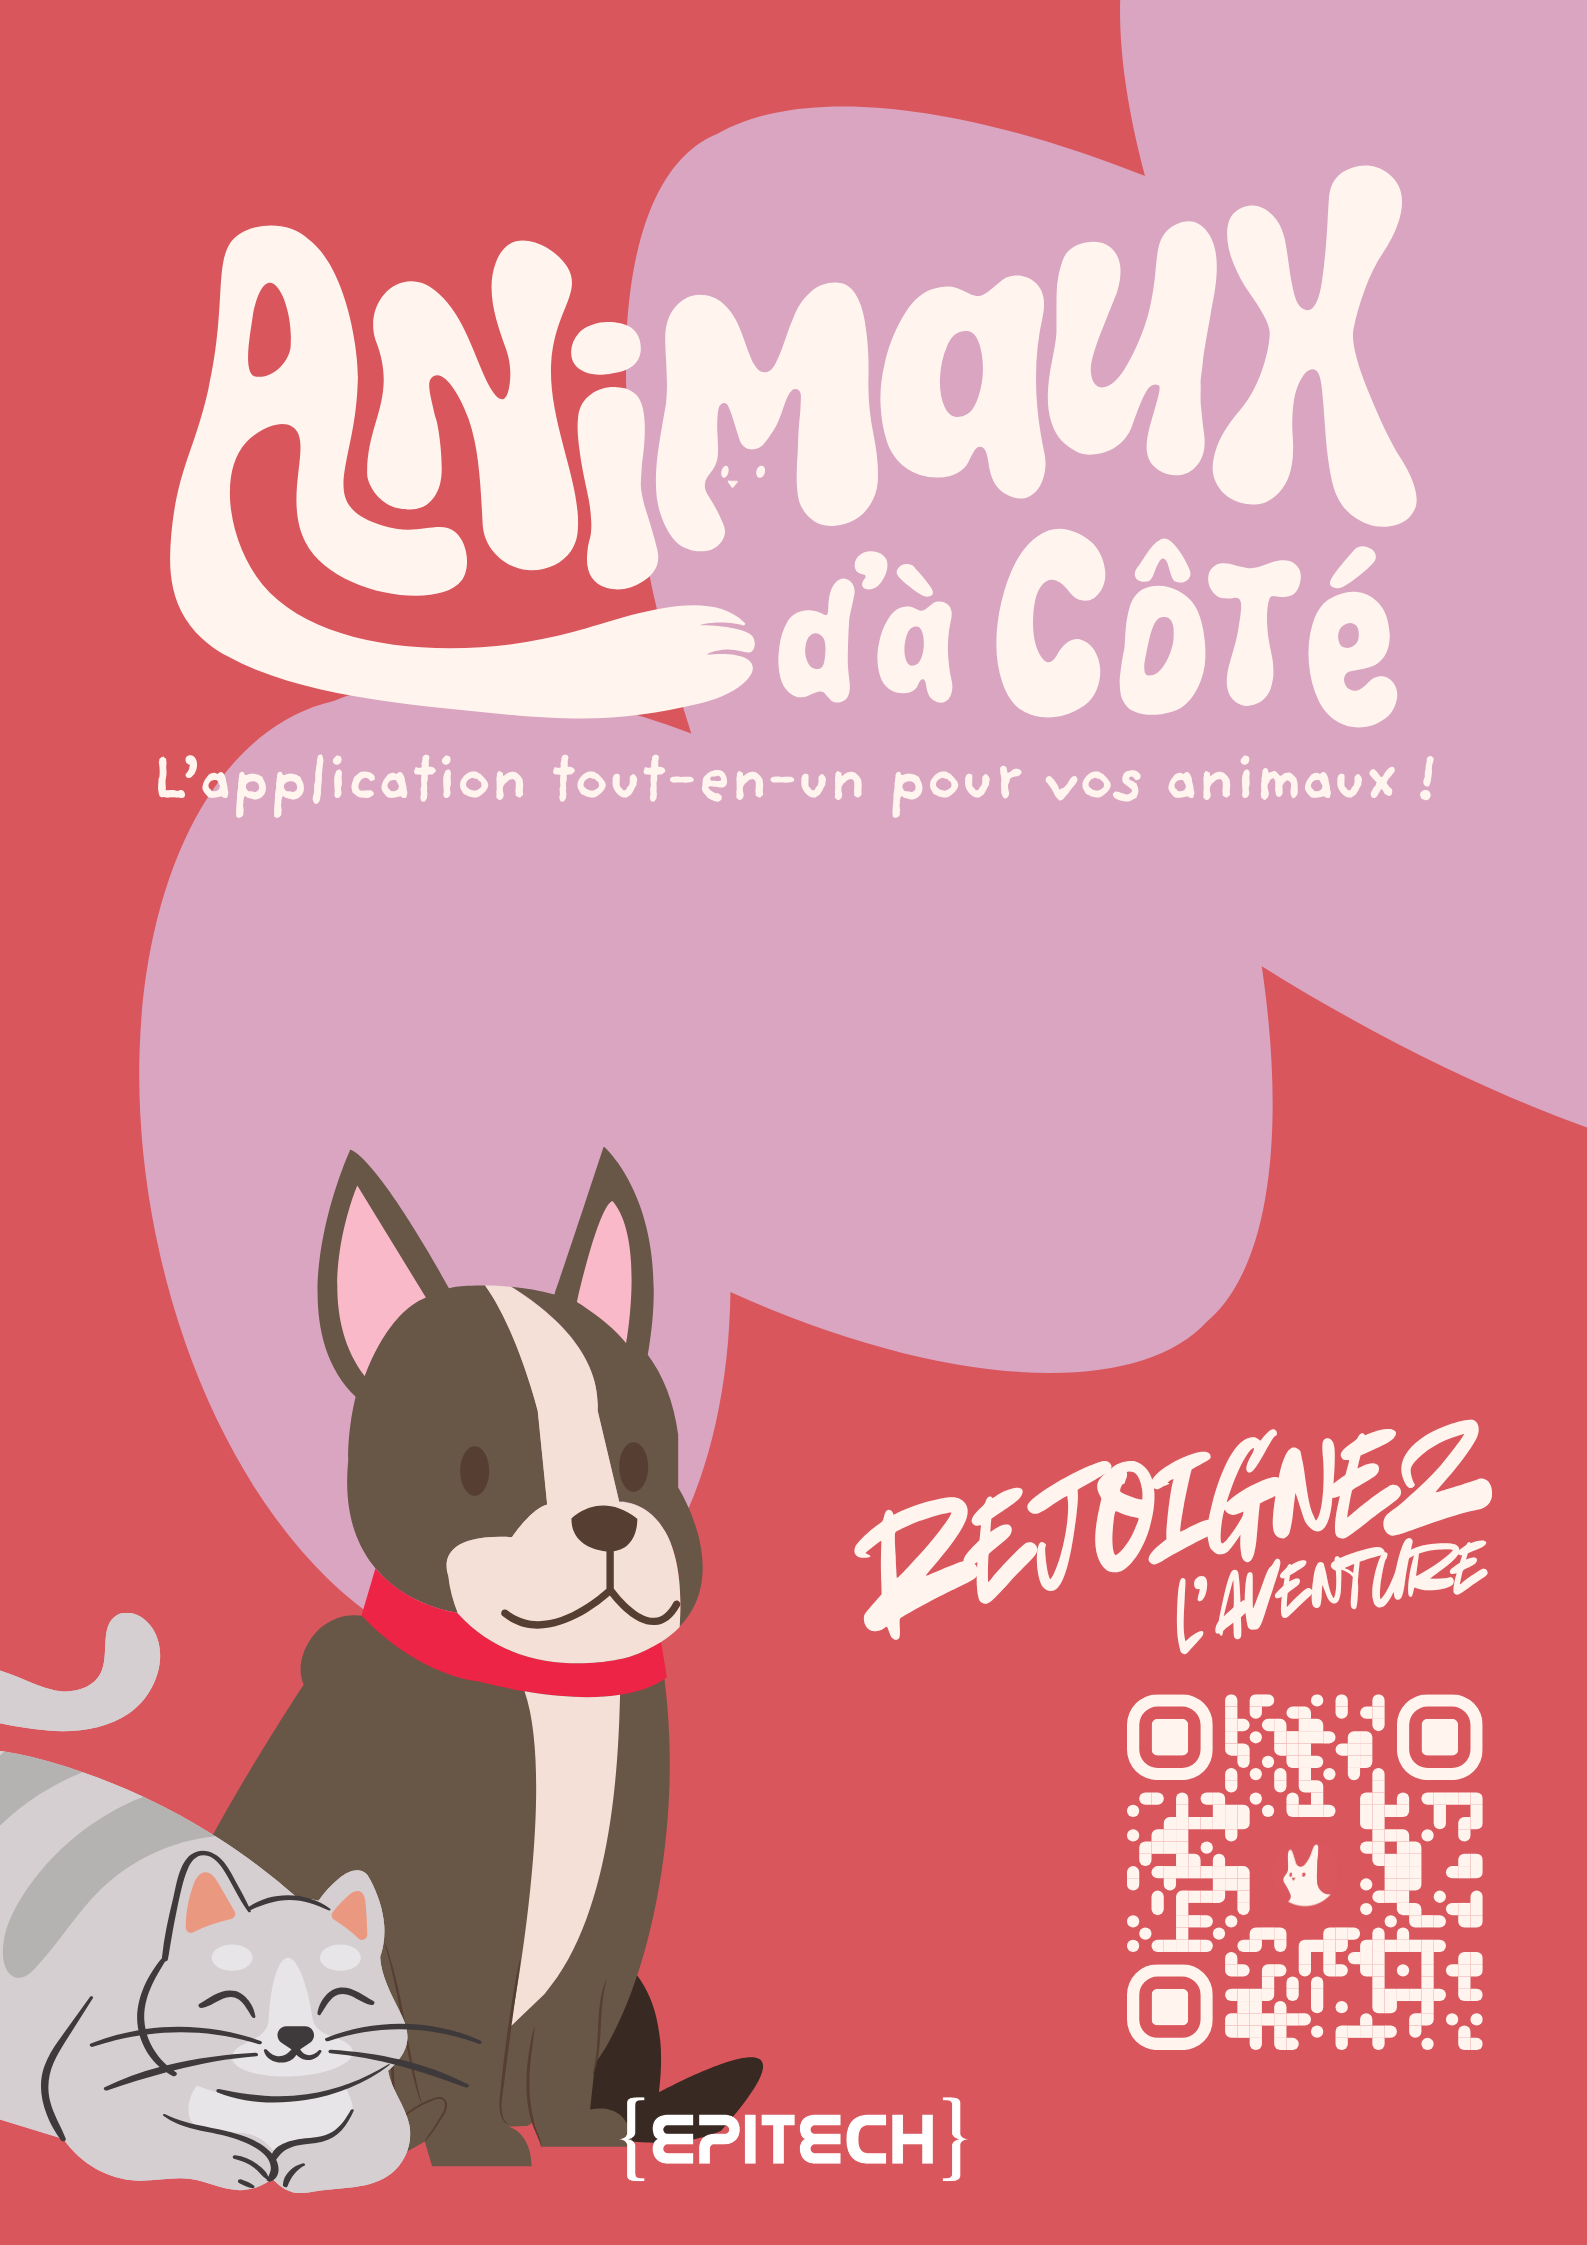 ANiMaux
d'à CôTé
L'application tout-en-un pour vos animaux !
REJOIGNEZ
L'AVENTURE
{EPITECH}